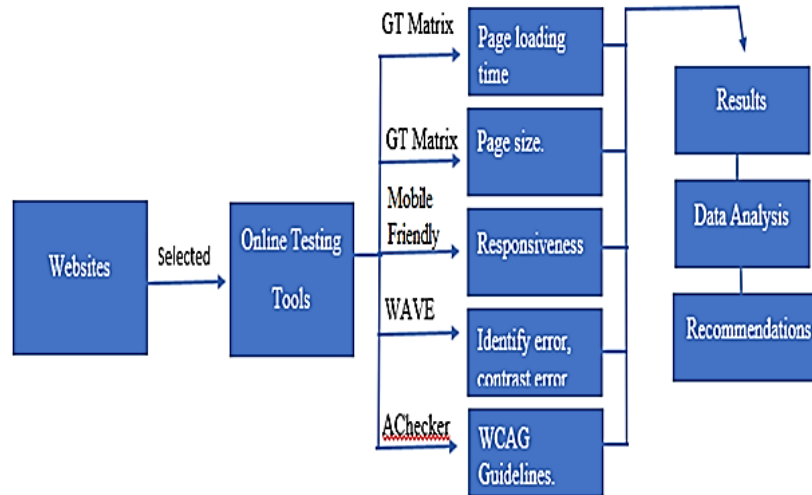 Websites
Selected
Online Testing
Tools
GT Matrix
Page loading
time
GT Matrix
Page size.
Mobile
Friendly
Responsiveness
WAVE
Identify error,
contrast error
AChecker
WCAG
Guidelines.
Results
Data Analysis
Recommendations